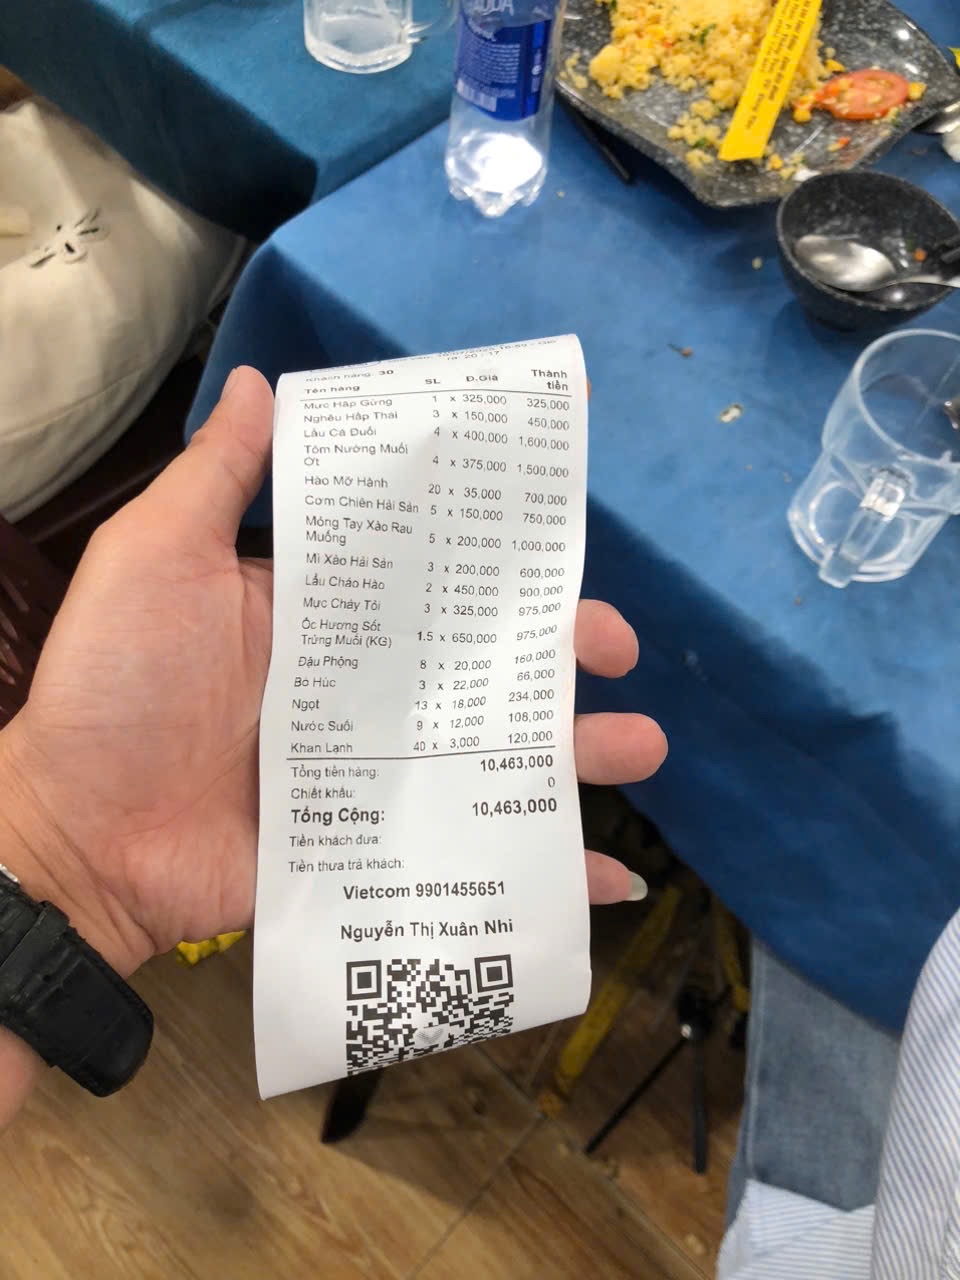 AQUA
Khách hàng: 30
Tên hàng SL Đ.Giá Thành tiền
Mực Hấp Gừng 1 x 325,000 325,000
Nghêu Hấp Thái 3 x 150,000 450,000
Lẩu Cá Đuối 4 x 400,000 1,600,000
Tôm Nướng Muối
Ớt 4 x 375,000 1,500,000
Hào Mỡ Hành 20 x 35,000 700,000
Cơm Chiên Hải Sản 5 x 150,000 750,000
Móng Tay Xào Rau
Muống 5 x 200,000 1,000,000
Mì Xào Hải Sản 3 x 200,000 600,000
Lẩu Cháo Hào 2 x 450,000 900,000
Mực Cháy Tỏi 3 x 325,000 975,000
Ốc Hương Sốt
Trứng Muối (KG) 1.5 x 650,000 975,000
Đậu Phộng 8 x 20,000 160,000
Bò Húc 3 x 22,000 66,000
Ngọt 13 x 18,000 234,000
Nước Suối 9 x 12,000 108,000
Khăn Lạnh 40 x 3,000 120,000
Tổng tiền hàng: 10,463,000
Chiết khấu: 0
Tổng Cộng: 10,463,000
Tiền khách đưa:
Tiền thừa trả khách:
Vietcom 9901455651
Nguyễn Thị Xuân Nhi